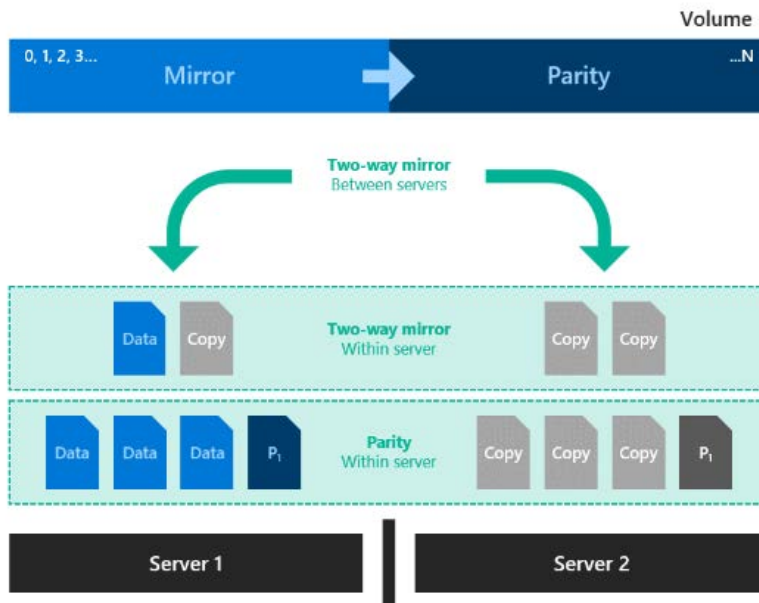 Volume
0, 1, 2, 3...
Mirror
Parity
...N
Two-way mirror
Between servers
Data
Copy
Two-way mirror
Within server
Copy
Copy
Data
Data
Data
P₁
Parity
Within server
Copy
Copy
Copy
P₁
Server 1
Server 2